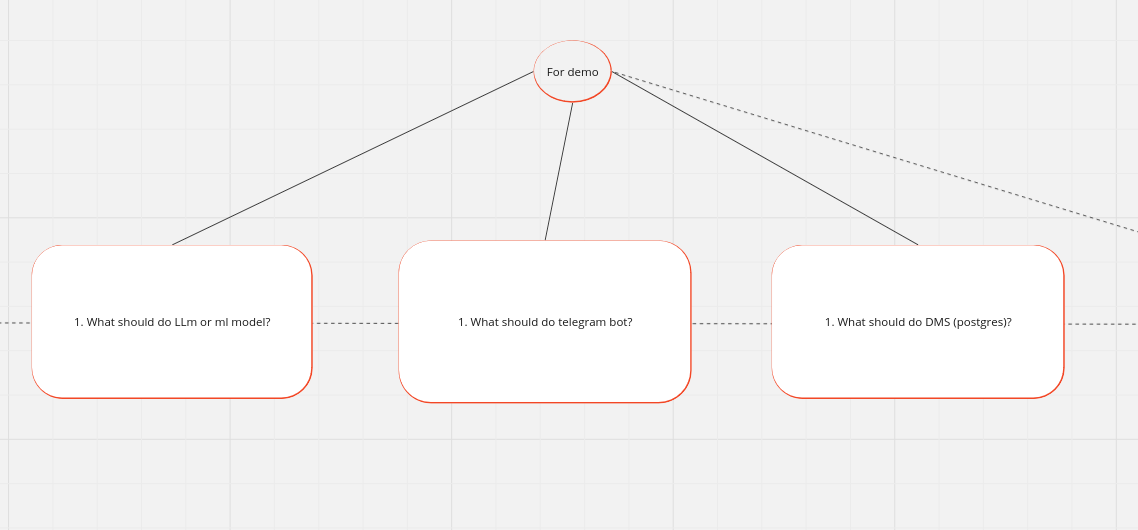 For demo
1. What should do LLm or ml model?
1. What should do telegram bot?
1. What should do DMS (postgres)?